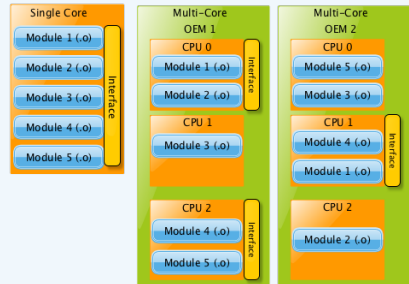 Single Core
Module 1 (.o)
Module 2 (.o)
Module 3 (.o)
Module 4 (.o)
Module 5 (.o)
Interface
Multi-Core
OEM 1
CPU 0
Module 1 (.o)
Module 2 (.o)
Interface
CPU 1
Module 3 (.o)
CPU 2
Module 4 (.o)
Module 5 (.o)
Interface
Multi-Core
OEM 2
CPU 0
Module 5 (.o)
Module 3 (.o)
CPU 1
Module 4 (.o)
Module 1 (.o)
Interface
CPU 2
Module 2 (.o)